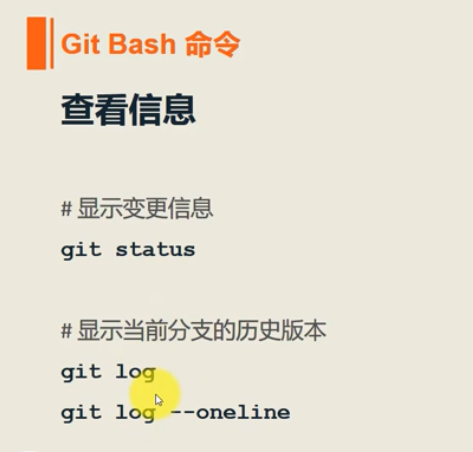 Git Bash 命令
查看信息
# 显示变更信息
git status
# 显示当前分支的历史版本
git log
git log --oneline